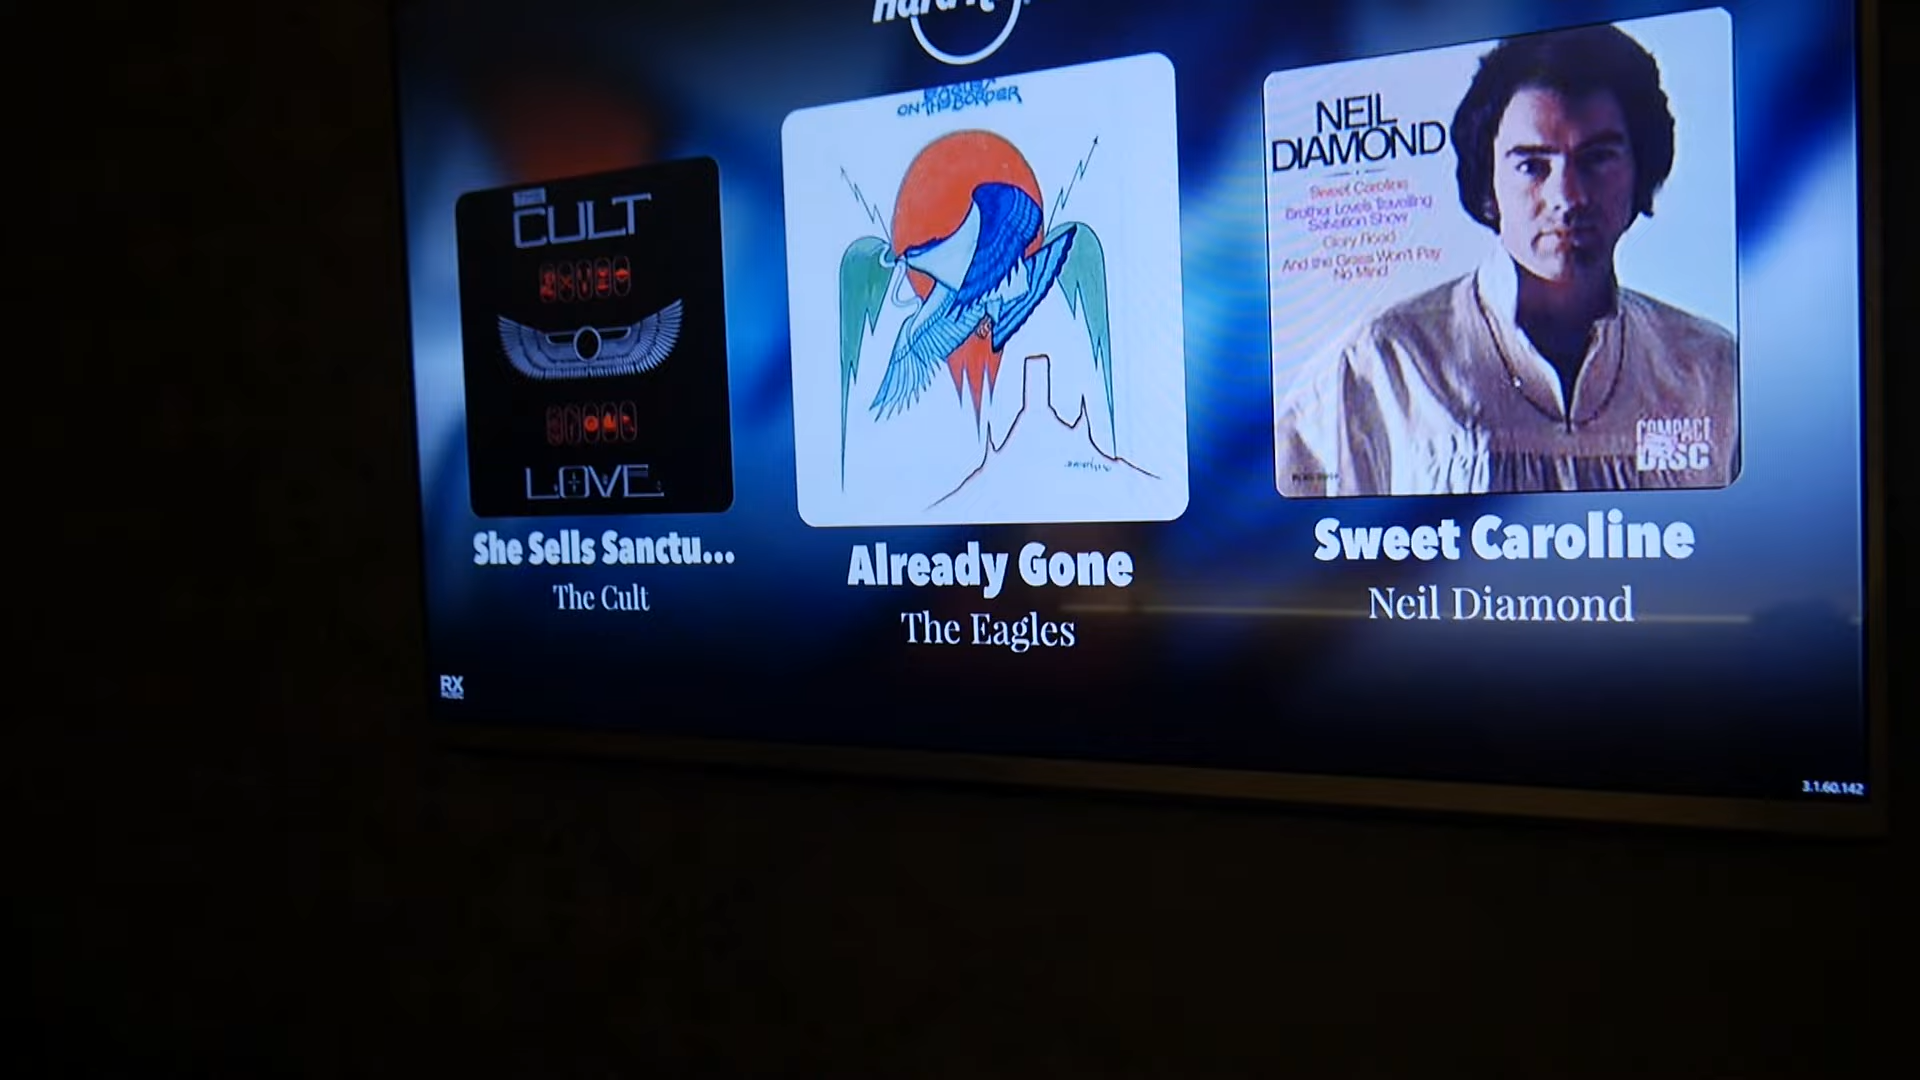 CULT
LOVE
She Sells Sanctu...
The Cult
EAGLES
ON THE BORDER
Already Gone
The Eagles
NEIL
DIAMOND
Sweet Caroline
Brother Love's Travelling
Salvation Show
Glory Road
And the Grass Won't Pay
No Mind
COMPACT
DISC
Sweet Caroline
Neil Diamond
RX
MUSIC
3.1.60.142